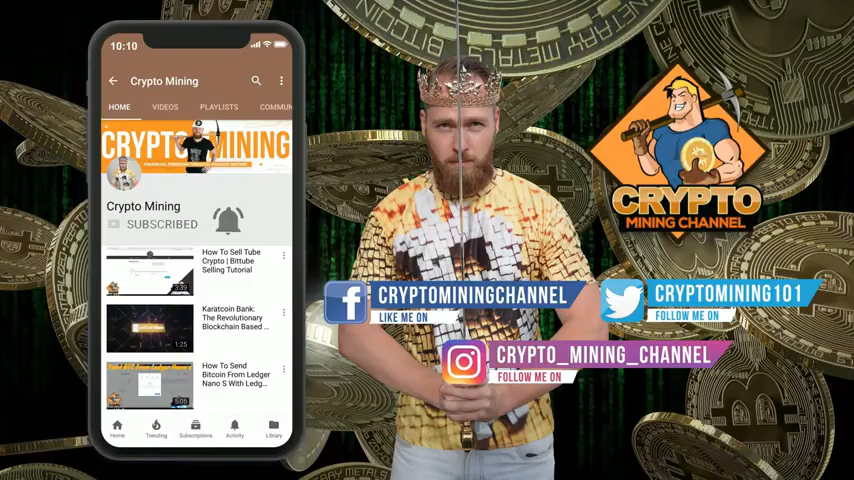 10:10
Crypto Mining
HOME VIDEOS PLAYLISTS COMMUN
CRYPTO MINING
Crypto Mining
SUBSCRIBED
How To Sell Tube
Crypto | Bittube
Selling Tutorial
3:39
Karatcoin Bank:
The Revolutionary
Blockchain Based ...
1:25
How To Send
Bitcoin From Ledger
Nano S With Ledg...
5:05
Home Trending Subscriptions Activity Library
CRYPTO
MINING CHANNEL
CRYPTOMININGCHANNEL
LIKE ME ON
CRYPTOMINING101
FOLLOW ME ON
CRYPTO_MINING_CHANNEL
FOLLOW ME ON
BITCOIN